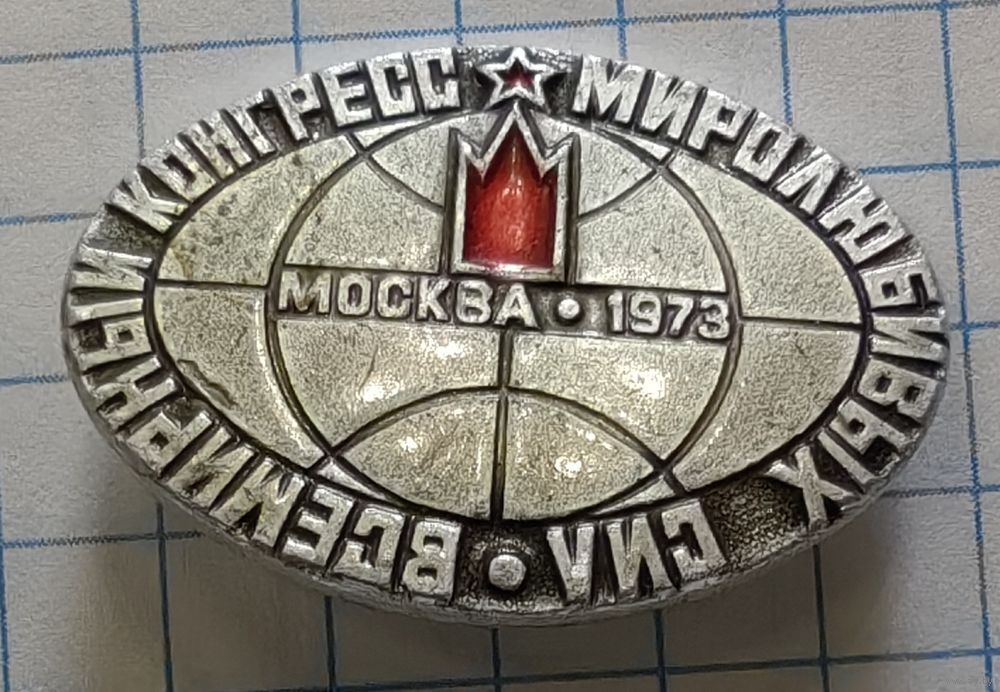 ВСЕМИРНЫЙ КОНГРЕСС МИРОЛЮБИВЫХ СИЛ
МОСКВА • 1973